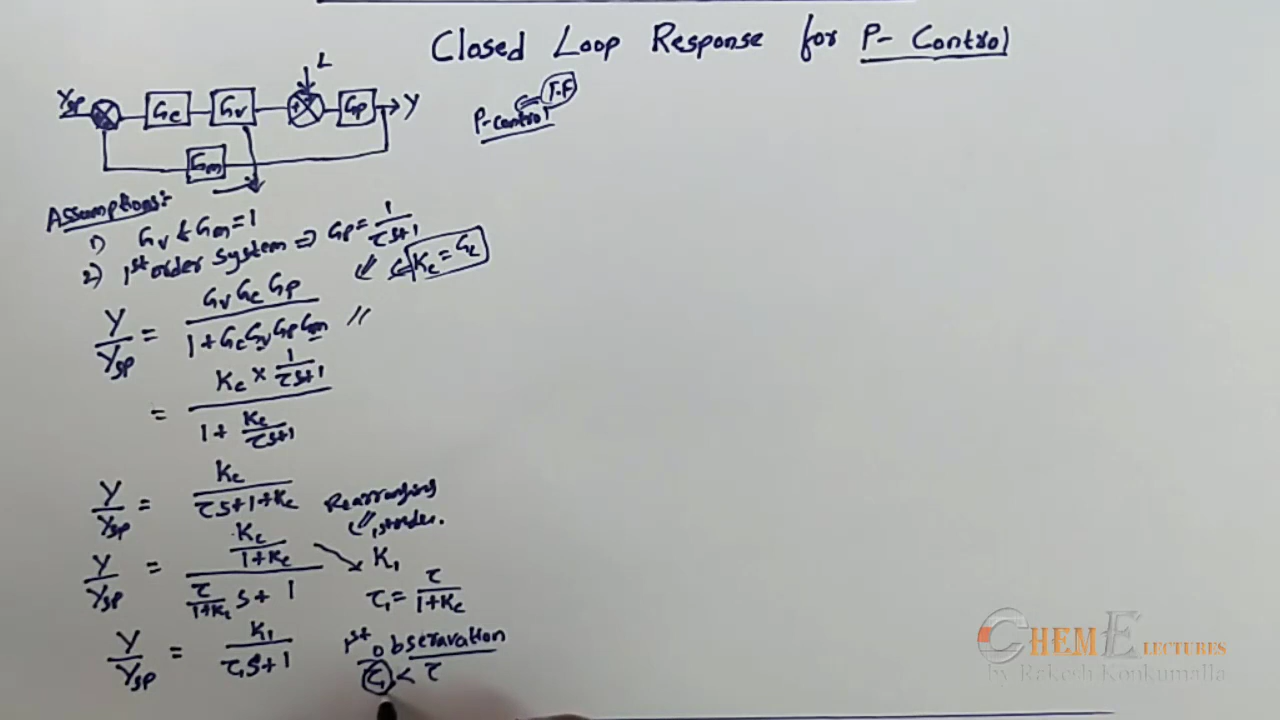 Closed Loop Response for P- Control
L
Ysp Gc Gv Gp Y
T.F
P-control
Gm
Assumptions:-
1) Gv & Gm = 1
2) 1st order System ⇒ Gp = 1/(τs+1)
Kc = Gc
Y/Ysp = GvGcGp/(1+GcGvGpGm) //
= (Kc × 1/(τs+1))/(1 + Kc/(τs+1))
Y/Ysp = Kc/(τs+1+Kc)
Rearranging
1st order.
Y/Ysp = (Kc/(1+Kc))/(τ/(1+Kc) s + 1)
K1
τ1 = τ/(1+Kc)
Y/Ysp = K1/(τ1s+1)
1st obseravation
τ1 < τ
CHEME LECTURES
by Rakesh Konkumalla